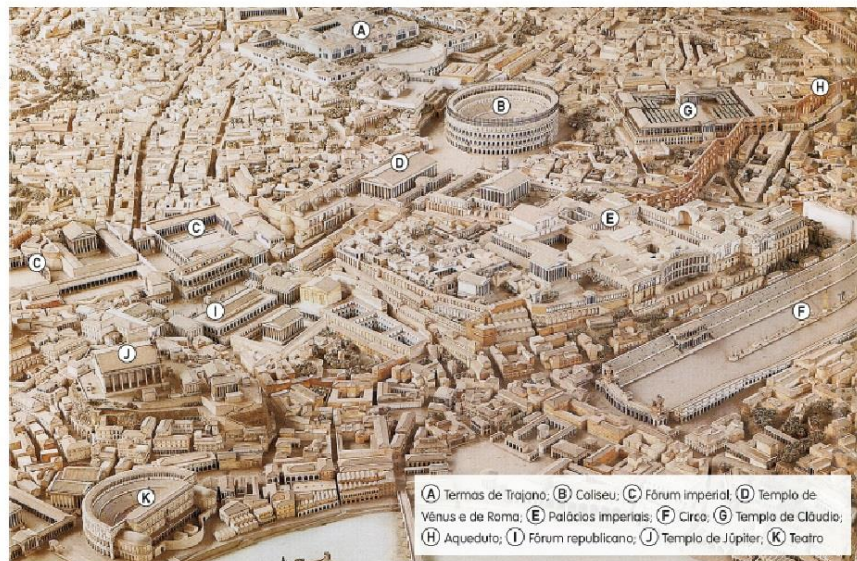 A
H
B
G
D
E
C
C
I
F
J
K
A Termas de Trajano; B Coliseu; C Fórum imperial; D Templo de
Vênus e de Roma; E Palácios imperiais; F Circo; G Templo de Cláudio;
H Aqueduto; I Fórum republicano; J Templo de Júpiter; K Teatro